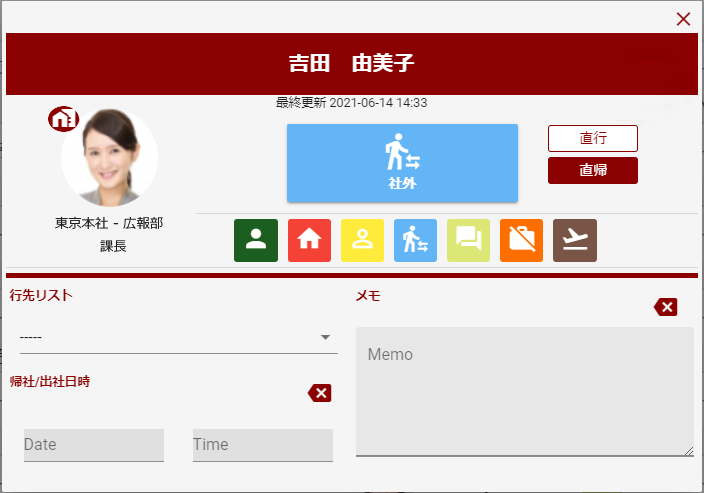 吉田　由美子
最終更新 2021-06-14 14:33
社外
直行
直帰
東京本社 - 広報部
課長
行先リスト
-----
帰社/出社日時
Date
Time
メモ
Memo